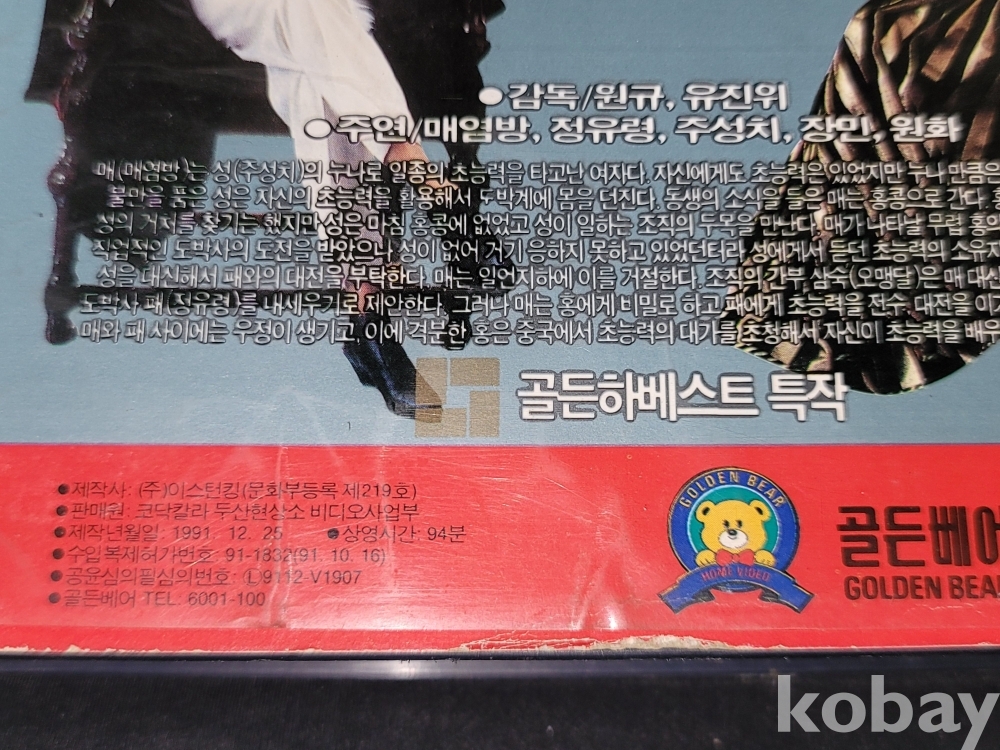 ●감독/원규, 유진위
●주연/매염방, 정유령, 주성치, 장민, 원화
매(매염방)는 성(주성치)의 누나로 일종의 초능력을 타고난 여자다. 자신에게도 초능력은 있었지만 누나 만큼은
불만을 품은 성은 자신의 초능력을 활용해서 도박계에 몸을 던진다. 동생의 소식을 들은 매는 홍콩으로 간다.
성의 거처를 찾기는 했지만 성은 마침 홍콩에 없었고 성이 일하는 조직의 두목을 만난다. 매가 나타날 무렵 홍의
직업적인 도박사의 도전을 받았으나 성이 없어 거기 응하지 못하고 있었던터라 성에게서 듣던 초능력의 소유자
성을 대신해서 패와의 대전을 부탁한다. 매는 일언지하에 이를 거절한다. 조직의 간부, 삼숙(오맹달)은 매 대신
도박사 패(정유령)를 내세우기로 제안한다. 그러나 매는 홍에게 비밀로 하고 패에게 초능력을 전수 대전을 이기
매와 패 사이에는 우정이 생기고, 이에 격분한 홍은 중국에서 초능력의 대가를 초청해서 자신이 초능력을 배우
골든하베스트 특작
●제작사: (주)이스턴킹(문화부등록 제219호)
●판매원: 코닥칼라 두산현상소 비디오사업부
●제작년월일: 1991. 12. 25 ●상영시간: 94분
●수입복제허가번호: 91-1832(91. 10. 16)
●공윤심의필심의번호: Ⓛ9112-V1907
●골든베어 TEL: 6001-100
GOLDEN BEAR
HOME VIDEO
골든베어
GOLDEN BEAR
kobay